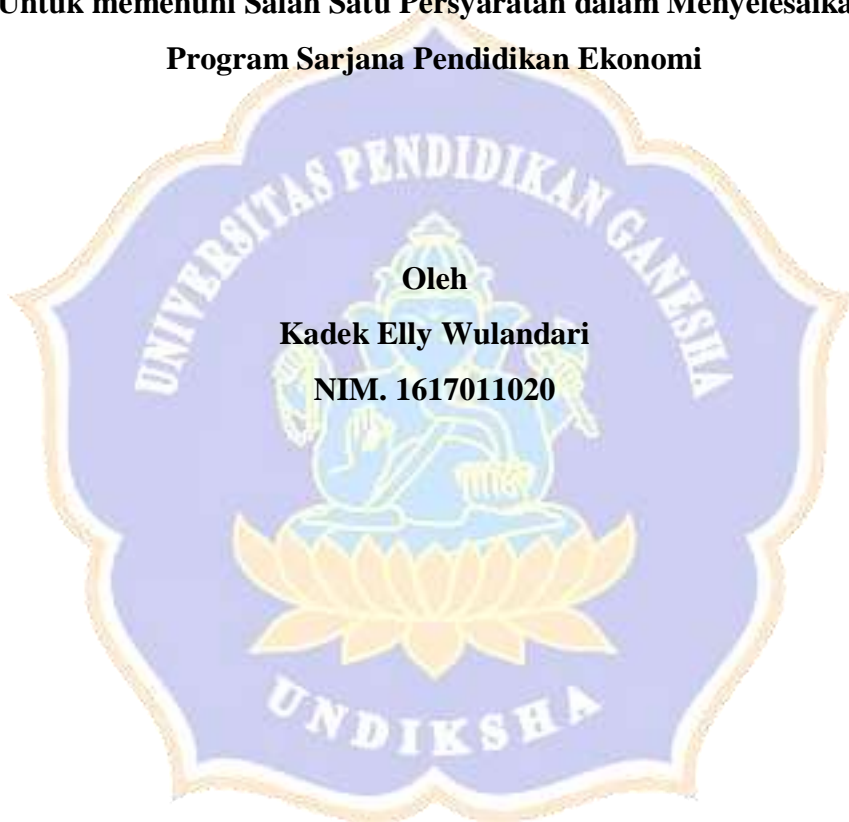 Untuk memenuhi Salah Satu Persyaratan dalam Menyelesaika
Program Sarjana Pendidikan Ekonomi
UNIVERSITAS PENDIDIKAN GANESHA
Oleh
Kadek Elly Wulandari
NIM. 1617011020
UNDIKSHA